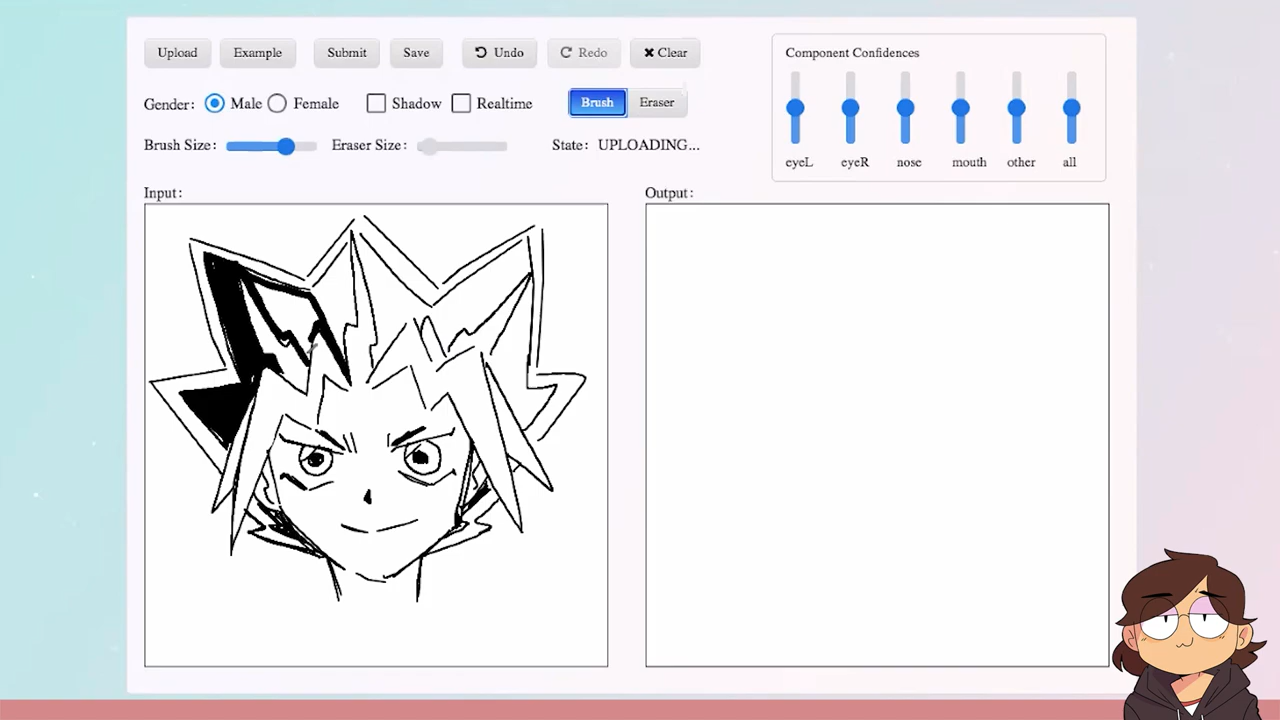 Upload Example Submit Save Undo Redo Clear
Gender: Male Female Shadow Realtime Brush Eraser
Brush Size: Eraser Size: State: UPLOADING...
Component Confidences
eyeL eyeR nose mouth other all
Input: Output: